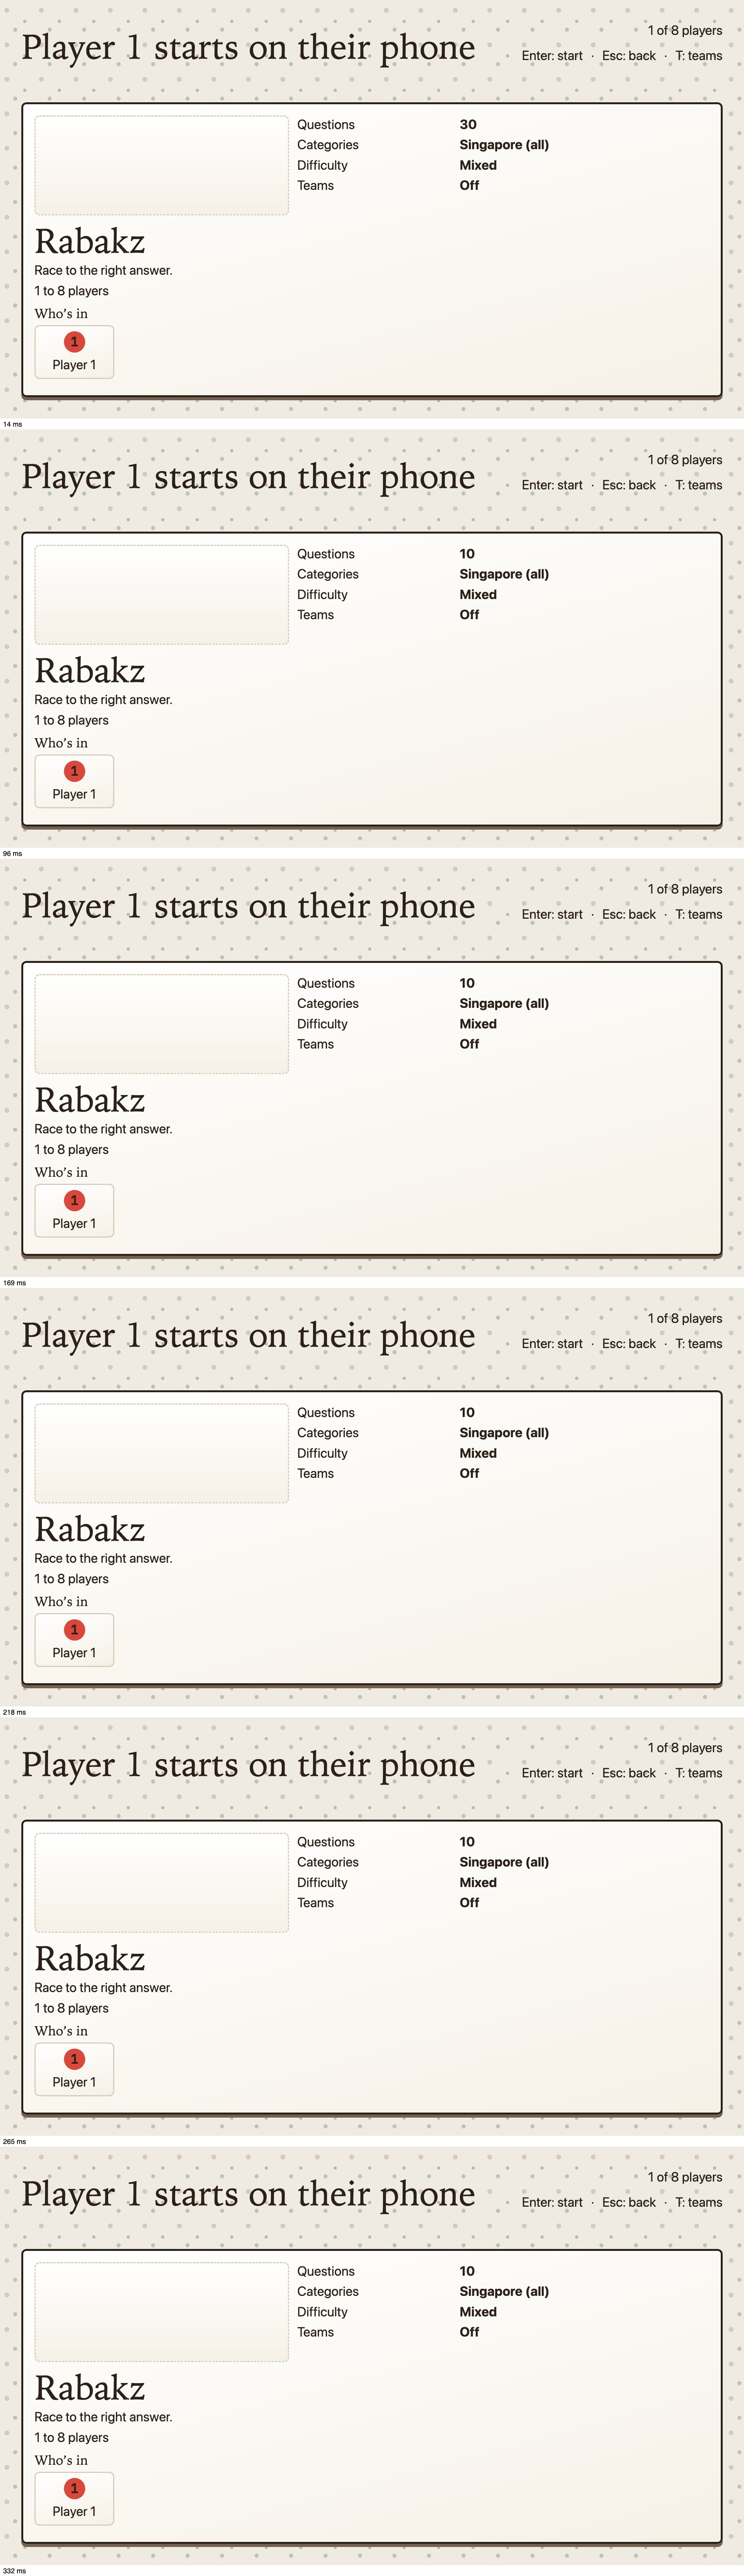 Player 1 starts on their phone
1 of 8 players
Enter: start · Esc: back · T: teams
Questions 30
Categories Singapore (all)
Difficulty Mixed
Teams Off
Rabakz
Race to the right answer.
1 to 8 players
Who's in
1
Player 1
14 ms
Player 1 starts on their phone
1 of 8 players
Enter: start · Esc: back · T: teams
Questions 10
Categories Singapore (all)
Difficulty Mixed
Teams Off
Rabakz
Race to the right answer.
1 to 8 players
Who's in
1
Player 1
96 ms
Player 1 starts on their phone
1 of 8 players
Enter: start · Esc: back · T: teams
Questions 10
Categories Singapore (all)
Difficulty Mixed
Teams Off
Rabakz
Race to the right answer.
1 to 8 players
Who's in
1
Player 1
169 ms
Player 1 starts on their phone
1 of 8 players
Enter: start · Esc: back · T: teams
Questions 10
Categories Singapore (all)
Difficulty Mixed
Teams Off
Rabakz
Race to the right answer.
1 to 8 players
Who's in
1
Player 1
218 ms
Player 1 starts on their phone
1 of 8 players
Enter: start · Esc: back · T: teams
Questions 10
Categories Singapore (all)
Difficulty Mixed
Teams Off
Rabakz
Race to the right answer.
1 to 8 players
Who's in
1
Player 1
265 ms
Player 1 starts on their phone
1 of 8 players
Enter: start · Esc: back · T: teams
Questions 10
Categories Singapore (all)
Difficulty Mixed
Teams Off
Rabakz
Race to the right answer.
1 to 8 players
Who's in
1
Player 1
332 ms